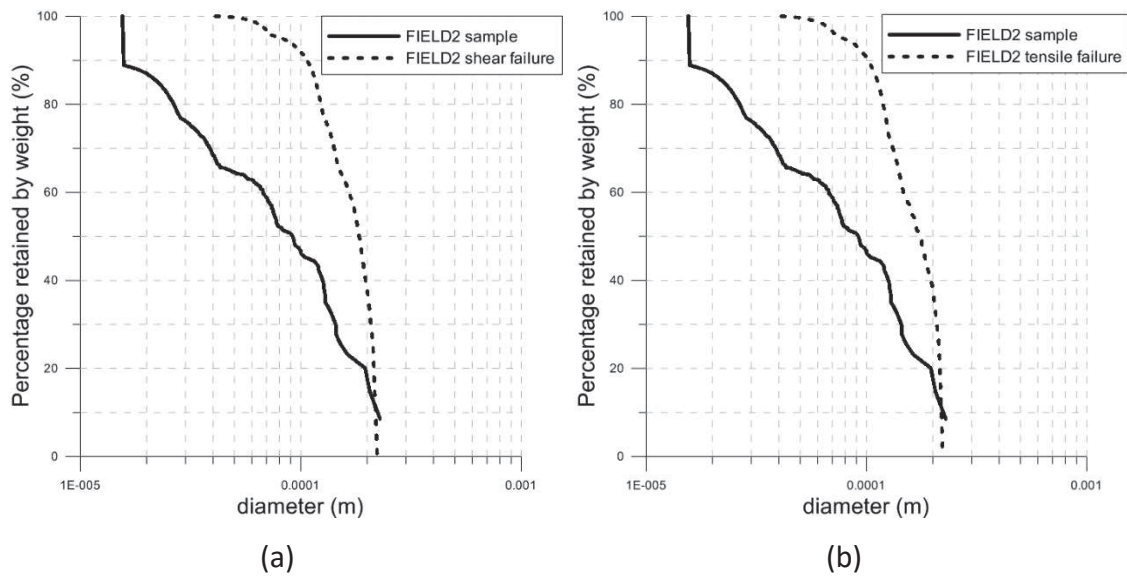 100
80
60
40
20
0
Percentage retained by weight (%)
FIELD2 sample
FIELD2 shear failure
1E-005
0.0001
0.001
diameter (m)
(a)
100
80
60
40
20
0
Percentage retained by weight (%)
FIELD2 sample
FIELD2 tensile failure
1E-005
0.0001
0.001
diameter (m)
(b)